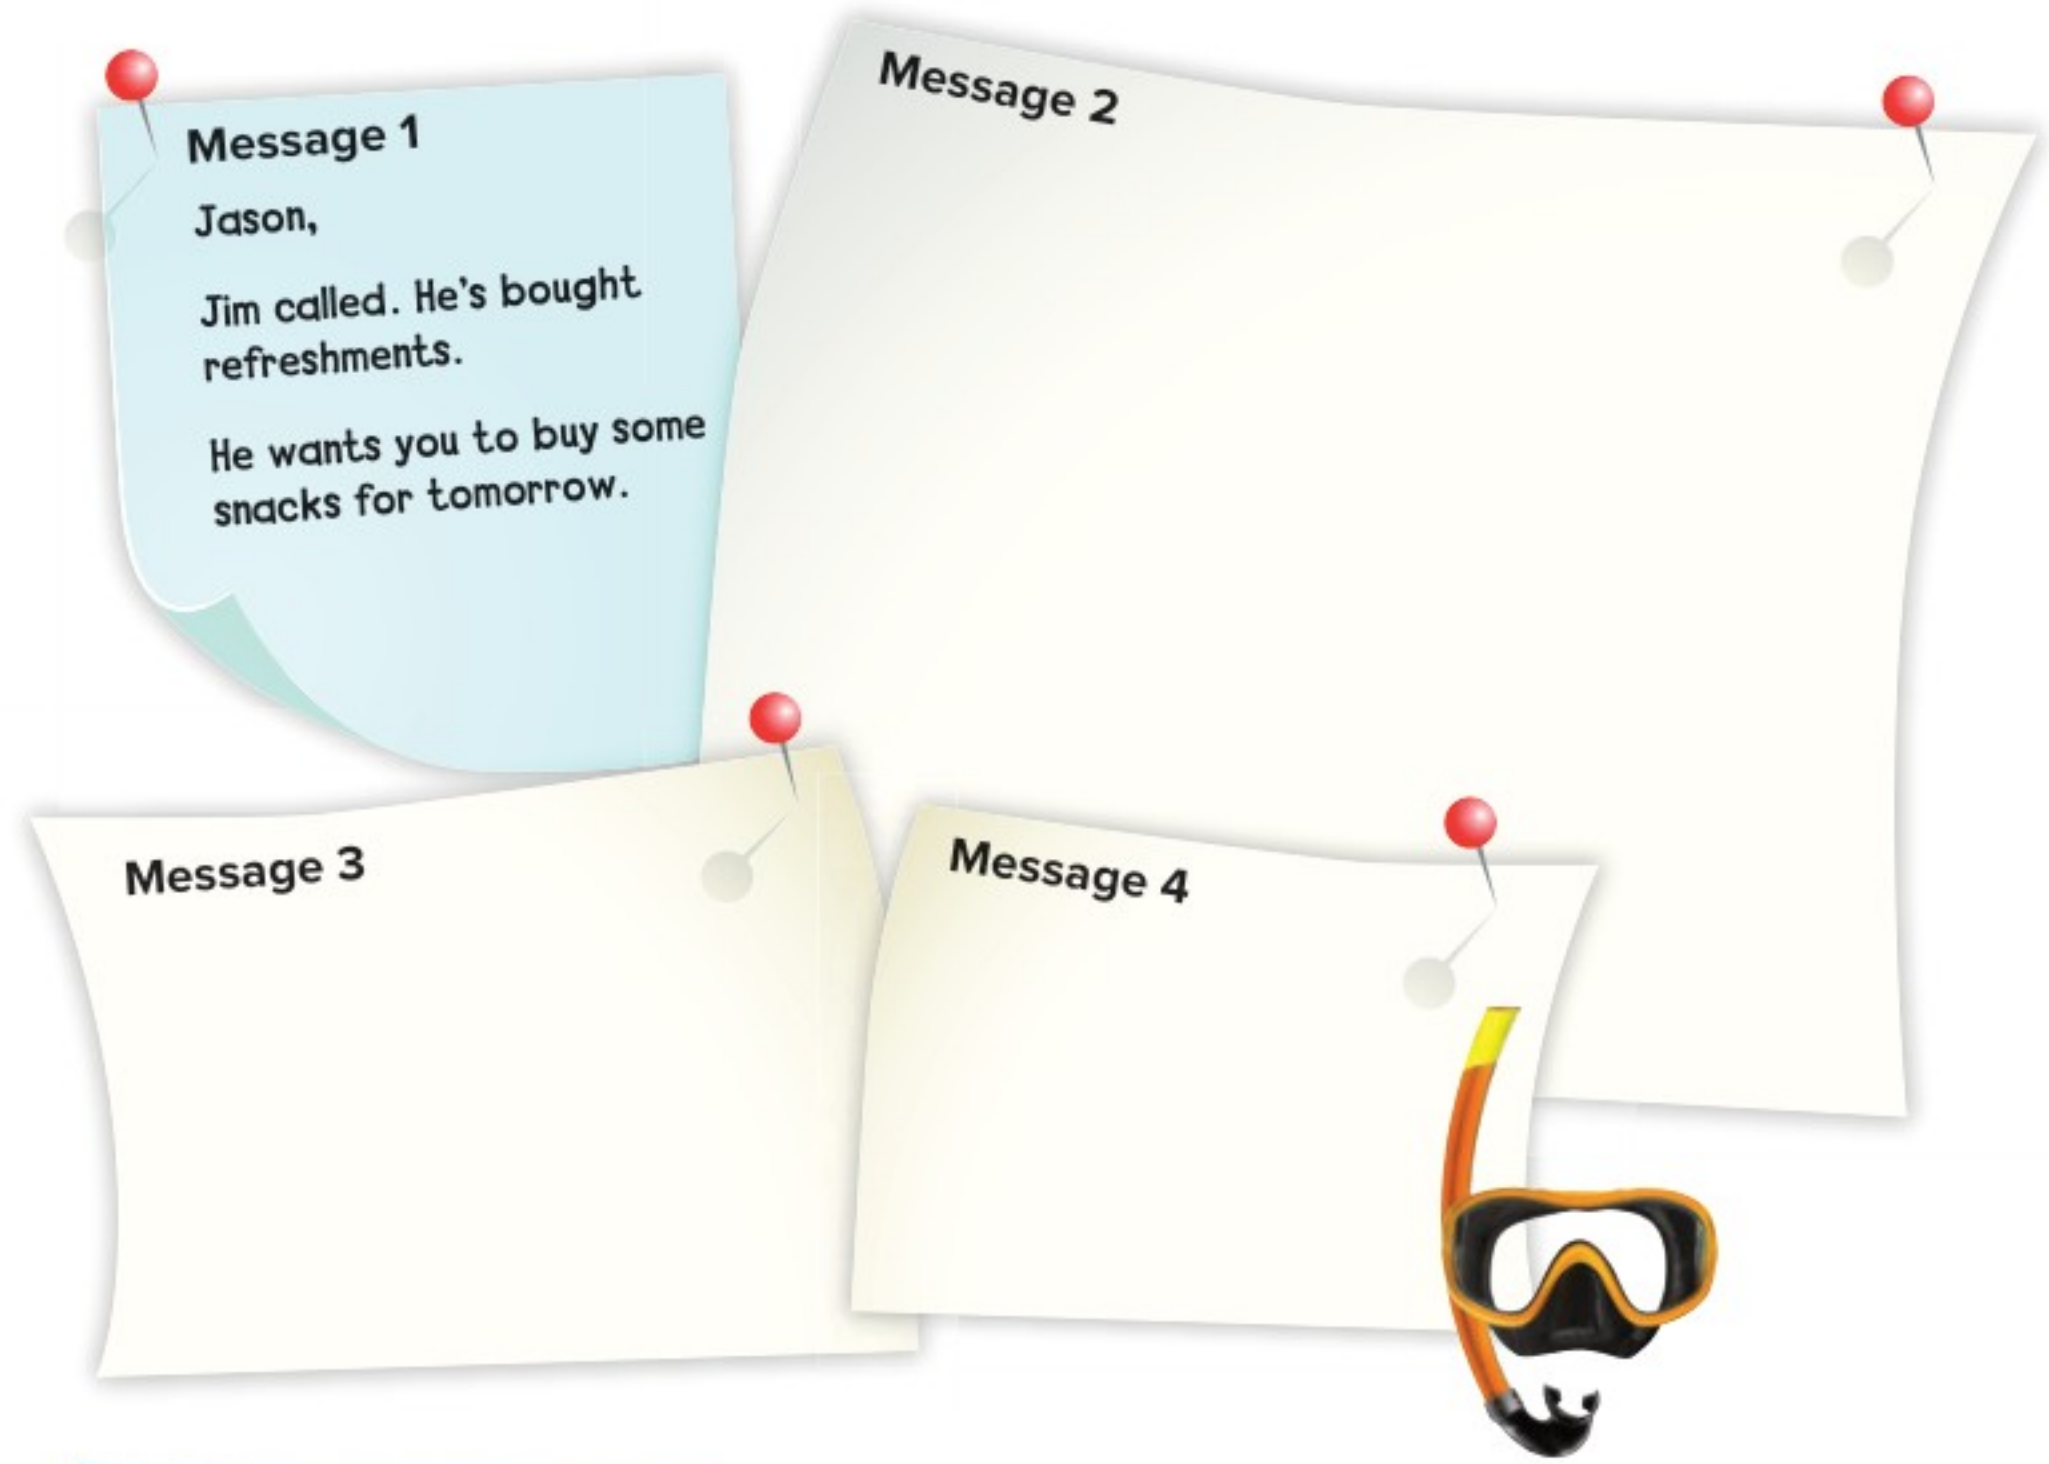 Message 1
Jason,
Jim called. He's bought
refreshments.
He wants you to buy some
snacks for tomorrow.
Message 2
Message 3
Message 4